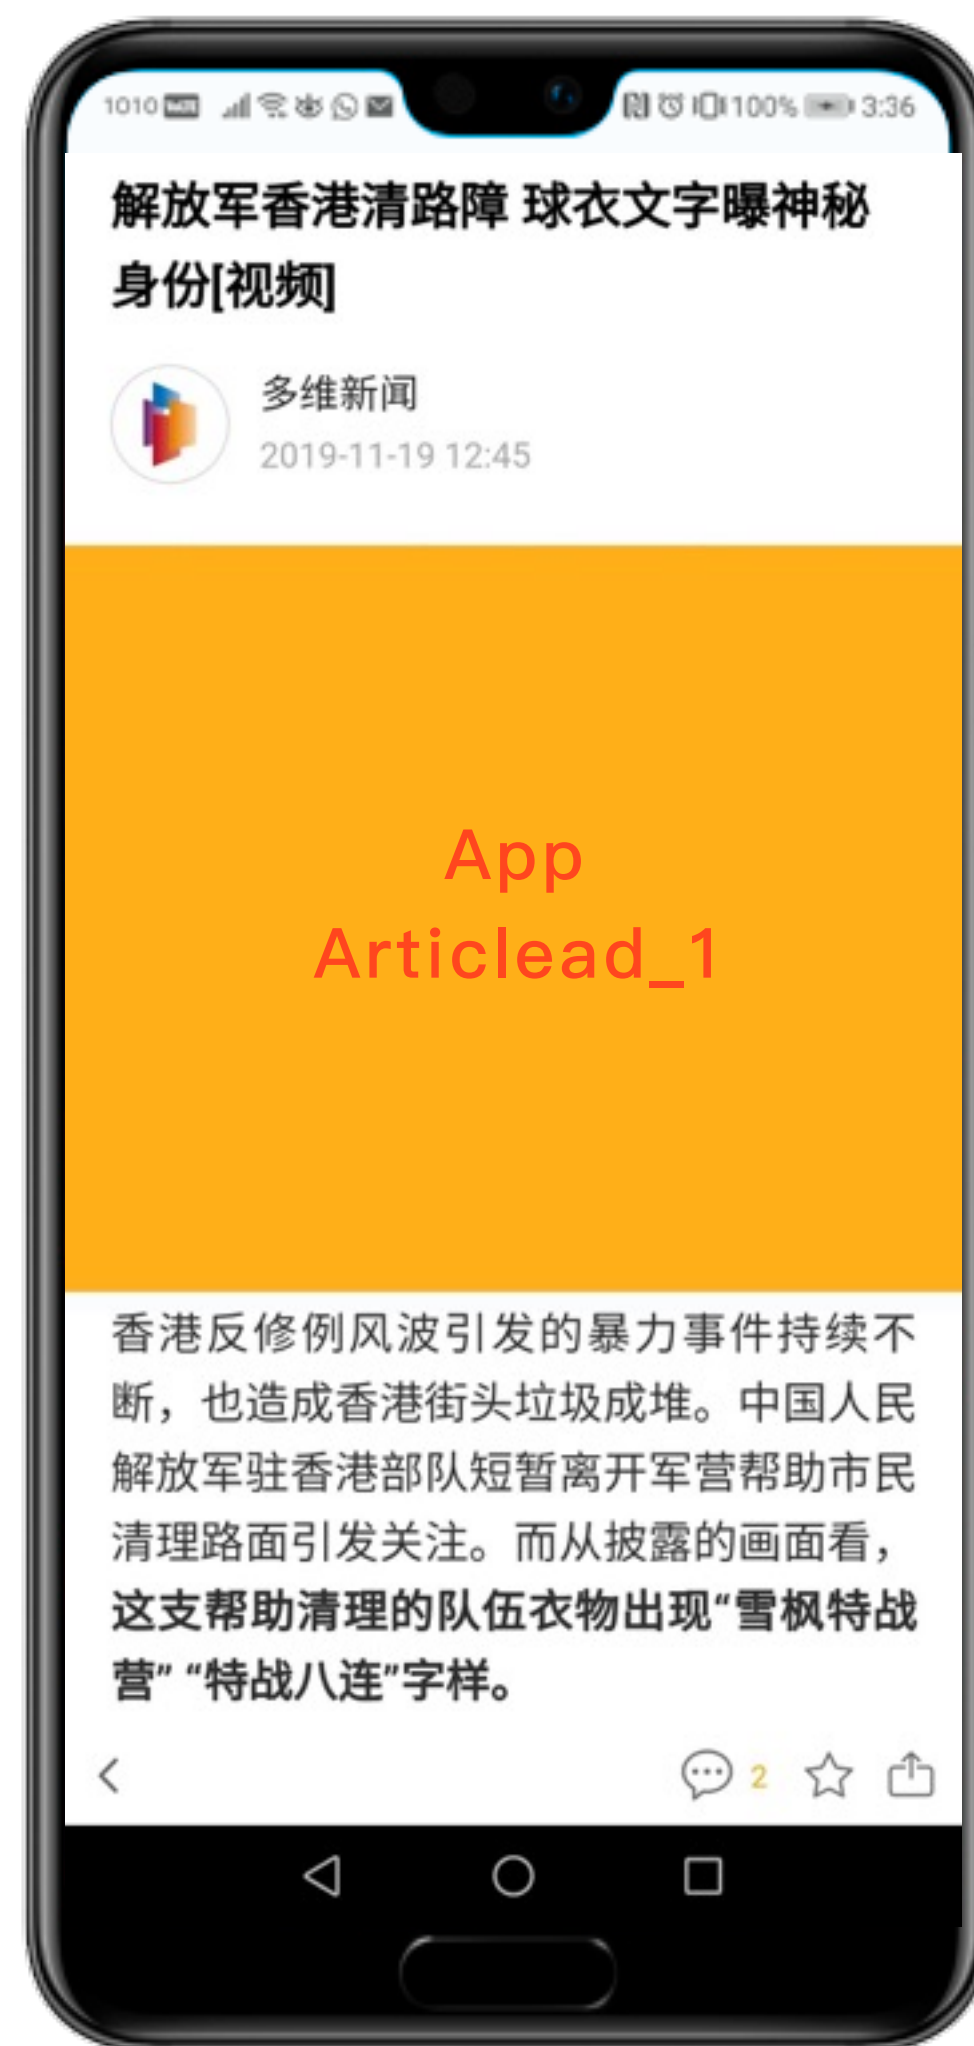 1010
100%
3:36
解放军香港清路障 球衣文字曝神秘
身份[视频]
多维新闻
2019-11-19 12:45
App
Articlead_1
香港反修例风波引发的暴力事件持续不
断，也造成香港街头垃圾成堆。中国人民
解放军驻香港部队短暂离开军营帮助市民
清理路面引发关注。而从披露的画面看，
这支帮助清理的队伍衣物出现“雪枫特战
营” “特战八连”字样。
2